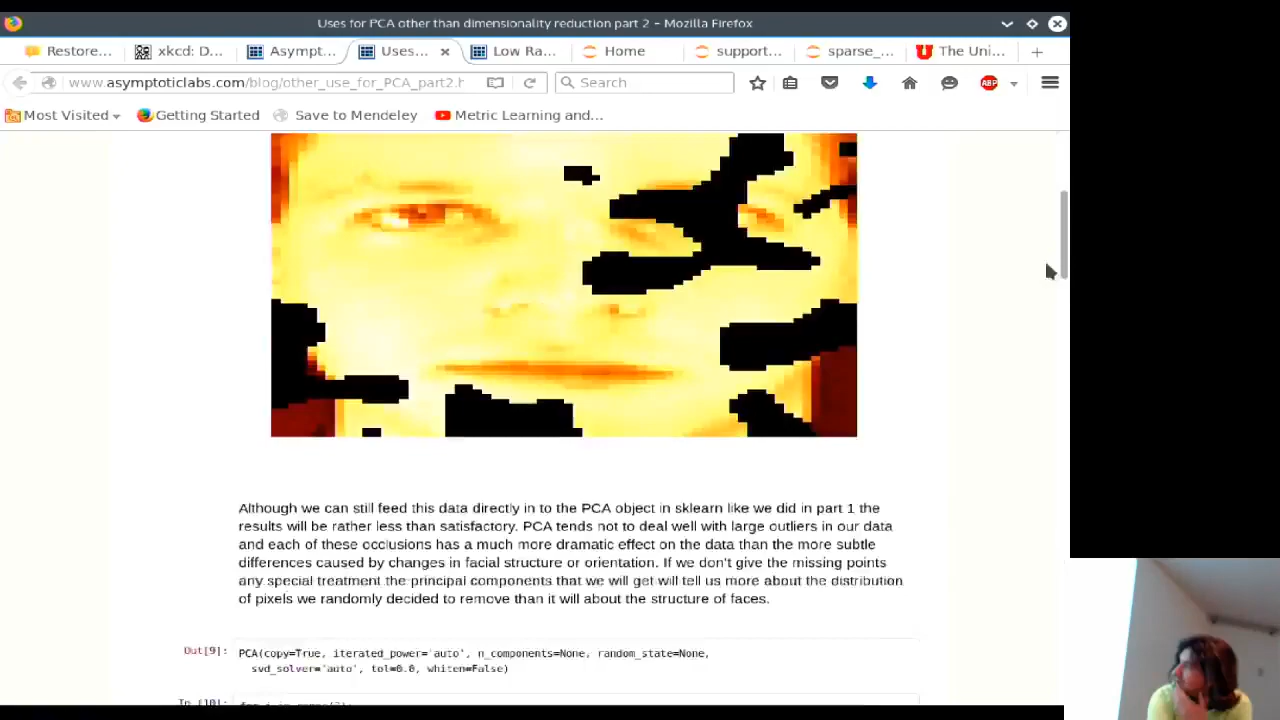 Uses for PCA other than dimensionality reduction part 2 – Mozilla Firefox
Restore... xkcd: D... Asympt... Uses... Low Ra... Home support... sparse_... The Uni...
www.asymptoticlabs.com/blog/other_use_for_PCA_part2.h Search ABP
Most Visited Getting Started Save to Mendeley Metric Learning and...
Although we can still feed this data directly in to the PCA object in sklearn like we did in part 1 the
results will be rather less than satisfactory. PCA tends not to deal well with large outliers in our data
and each of these occlusions has a much more dramatic effect on the data than the more subtle
differences caused by changes in facial structure or orientation. If we don't give the missing points
any special treatment the principal components that we will get will tell us more about the distribution
of pixels we randomly decided to remove than it will about the structure of faces.
Out[9]: PCA(copy=True, iterated_power='auto', n_components=None, random_state=None,
svd_solver='auto', tol=0.0, whiten=False)
In [10]: